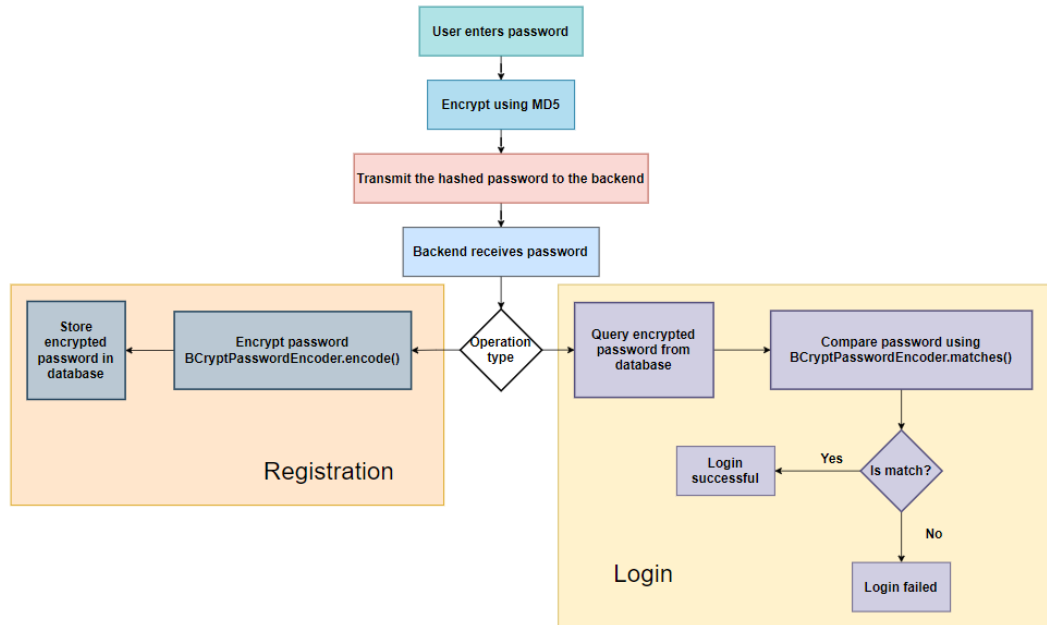 User enters password
Encrypt using MD5
Transmit the hashed password to the backend
Backend receives password
Operation
type
Encrypt password
BCryptPasswordEncoder.encode()
Store
encrypted
password in
database
Registration
Query encrypted
password from
database
Compare password using
BCryptPasswordEncoder.matches()
Is match?
Yes
Login
successful
No
Login failed
Login